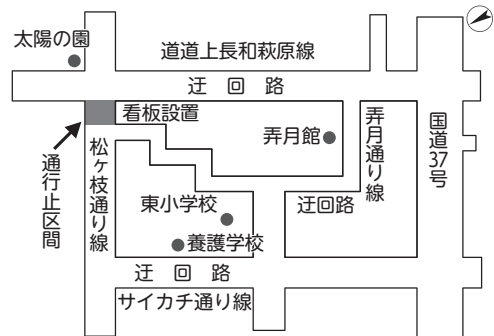 太陽の園
道道上長和萩原線
迂回路
看板設置
弄月館
弄月通り線
国道37号
通行止区間
松ヶ枝通り線
東小学校
養護学校
迂回路
迂回路
サイカチ通り線